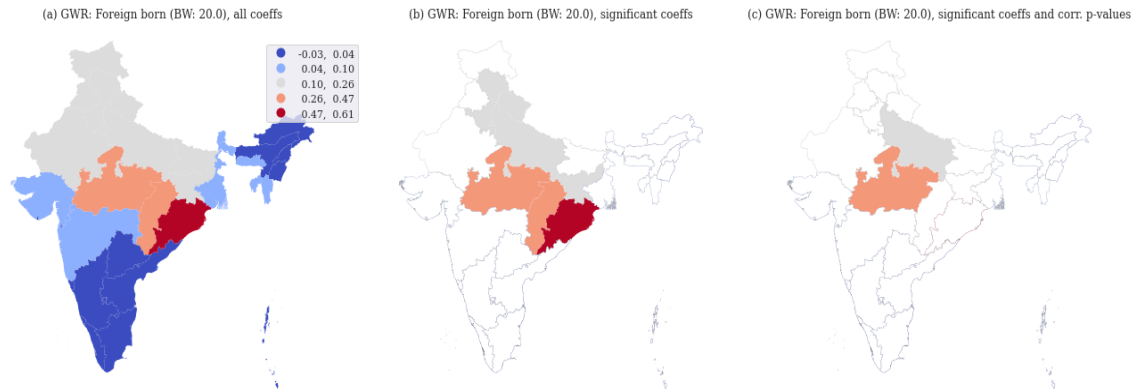 (a) GWR: Foreign born (BW: 20.0), all coeffs
(b) GWR: Foreign born (BW: 20.0), significant coeffs
(c) GWR: Foreign born (BW: 20.0), significant coeffs and corr. p-values
-0.03, 0.04
0.04, 0.10
0.10, 0.26
0.26, 0.47
0.47, 0.61